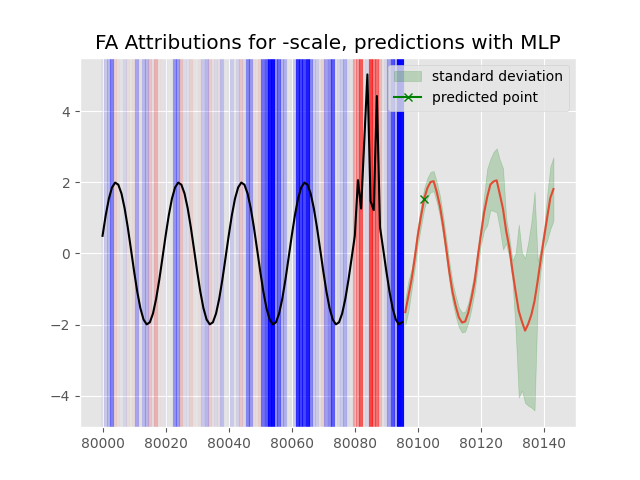 FA Attributions for -scale, predictions with MLP
standard deviation
predicted point
4
2
0
−2
−4
80000 80020 80040 80060 80080 80100 80120 80140